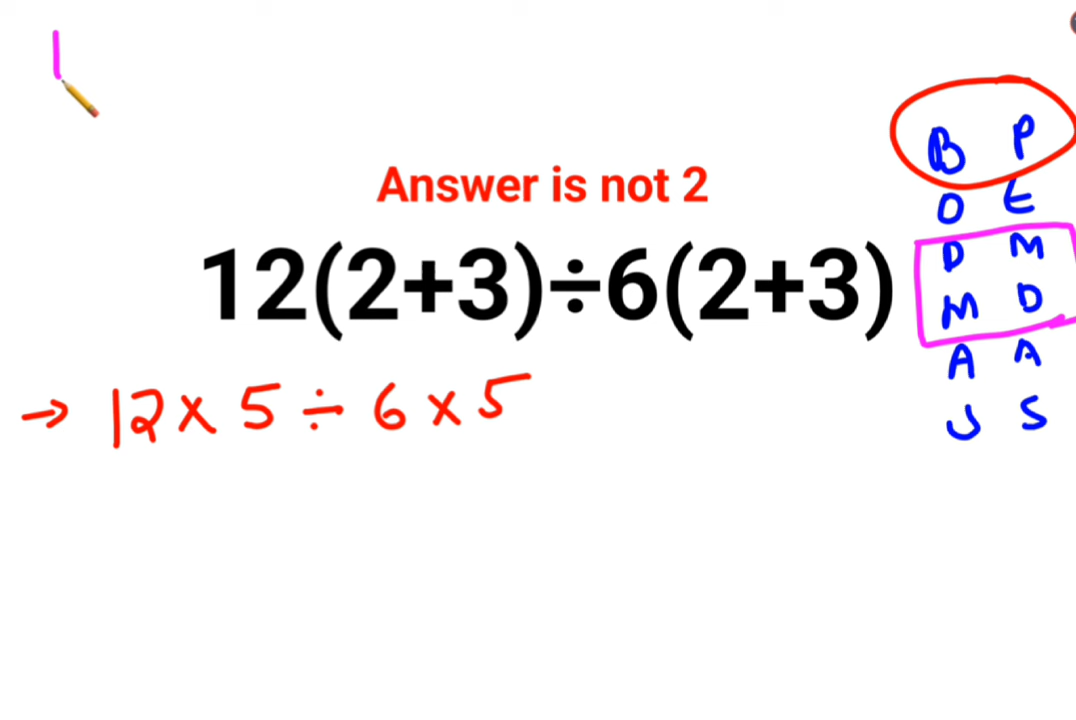 Answer is not 2
12(2+3)÷6(2+3)
→ 12 × 5 ÷ 6 × 5
B P
O E
D M
M D
A A
S S